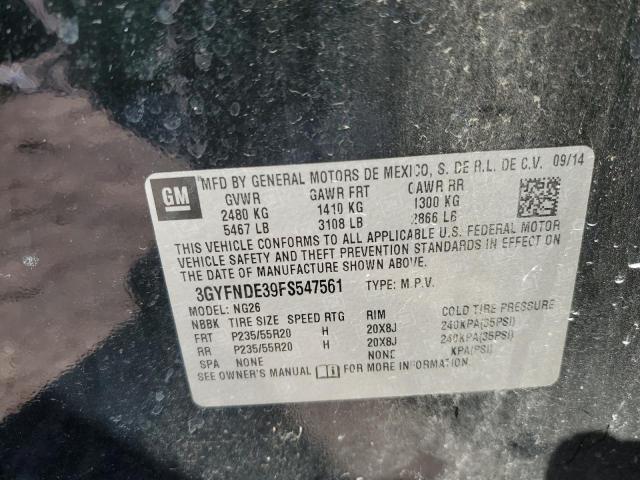 GM
MFD BY GENERAL MOTORS DE MEXICO, S. DE R.L. DE C.V. 09/14
GVWR GAWR FRT GAWR RR
2480 KG 1410 KG 1300 KG
5467 LB 3108 LB 2866 LB
THIS VEHICLE CONFORMS TO ALL APPLICABLE U.S. FEDERAL MOTOR
VEHICLE SAFETY AND THEFT PREVENTION STANDARDS IN EFFECT ON
THE DATE OF MANUFACTURE SHOWN ABOVE.
3GYFNDE39FS547561 TYPE: M.P.V.
MODEL: NG26
NBBK TIRE SIZE SPEED RTG RIM COLD TIRE PRESSURE
FRT P235/55R20 H 20X8J 240KPA(35PSI)
RR P235/55R20 H 20X8J 240KPA(35PSI)
SPA NONE NONE KPA(PSI)
SEE OWNER'S MANUAL FOR MORE INFORMATION.